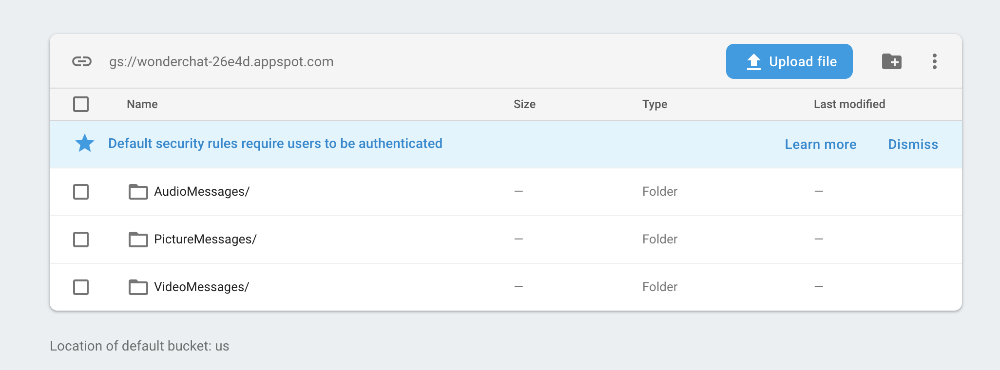 gs://wonderchat-26e4d.appspot.com Upload file
Name Size Type Last modified
Default security rules require users to be authenticated Learn more Dismiss
AudioMessages/ — Folder —
PictureMessages/ — Folder —
VideoMessages/ — Folder —
Location of default bucket: us